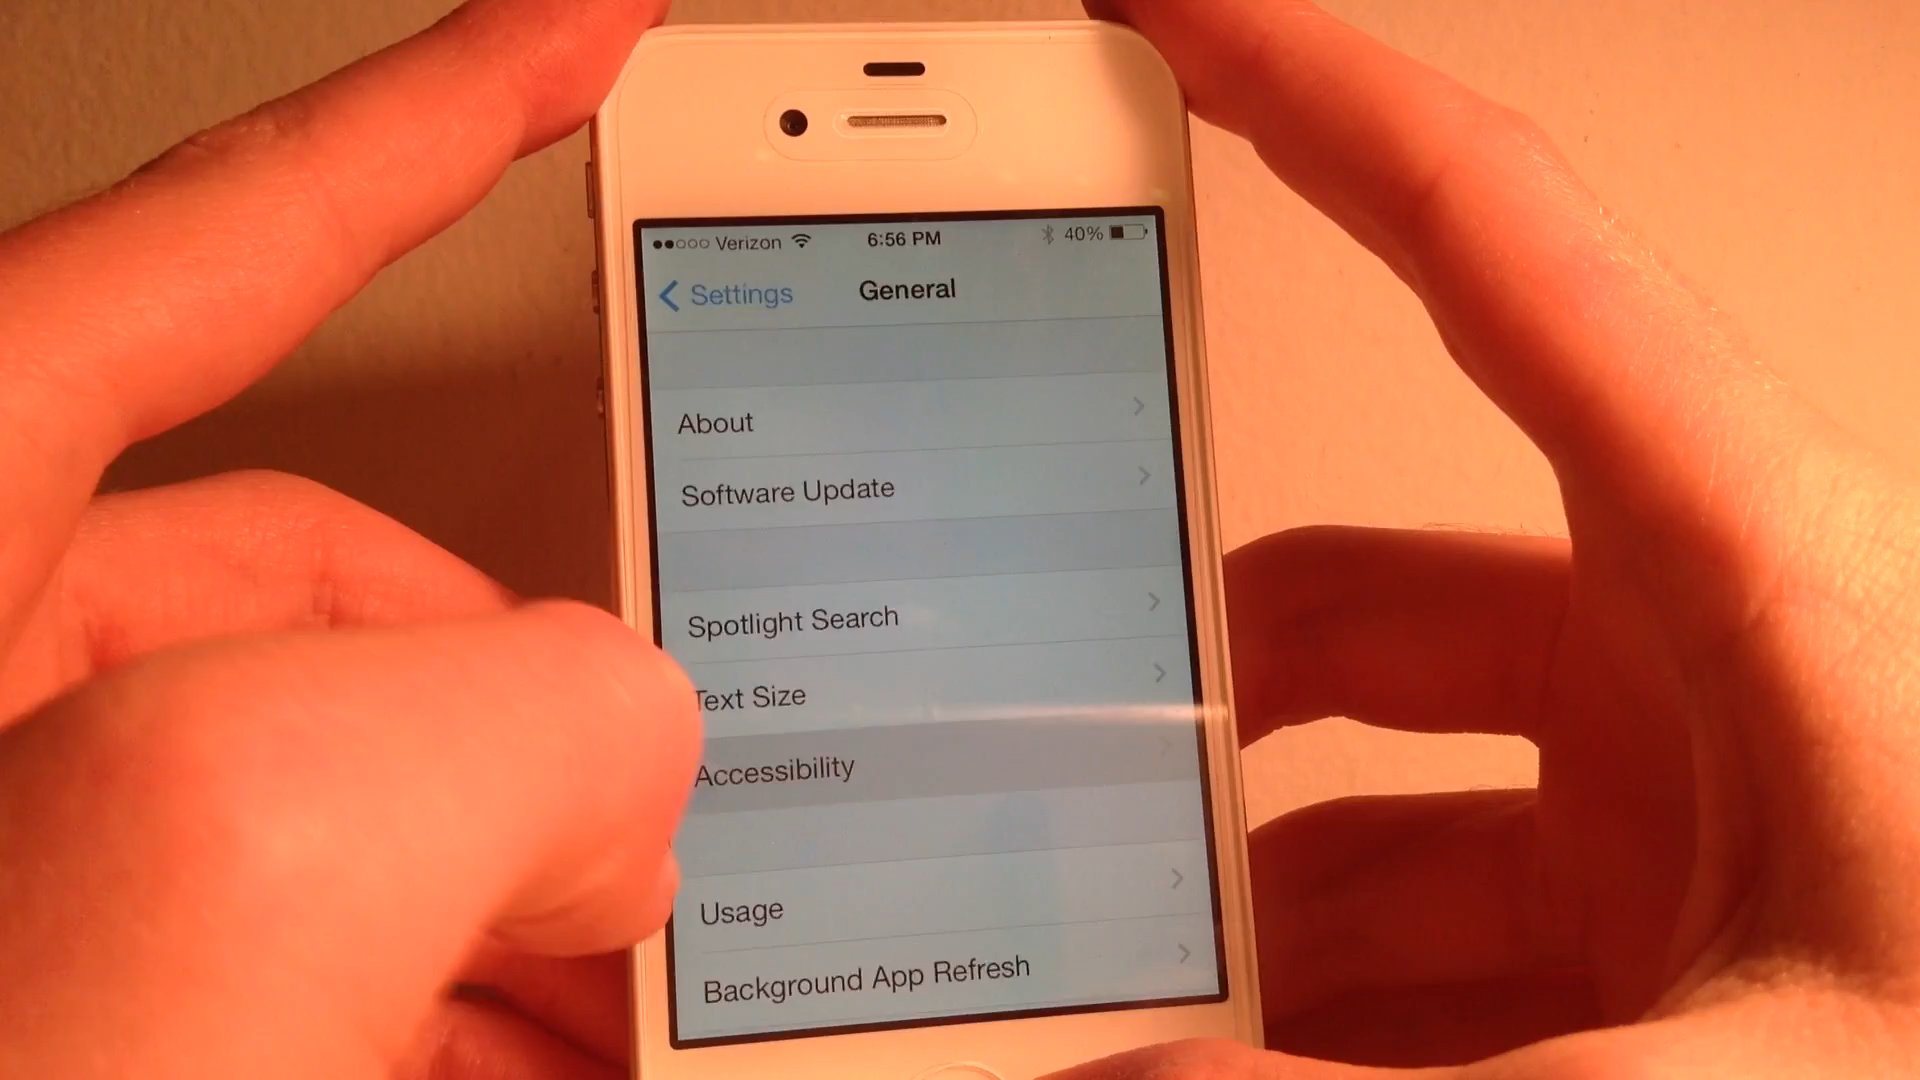 Verizon 6:56 PM 40%
Settings General
About
Software Update
Spotlight Search
Text Size
Accessibility
Usage
Background App Refresh